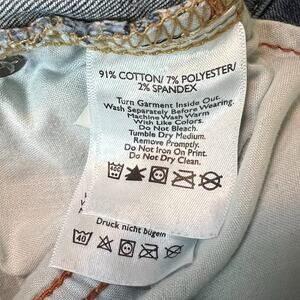 91% COTTON/ 7% POLYESTER/
2% SPANDEX
Turn Garment Inside Out.
Wash Separately Before Wearing.
Machine Wash Warm
With Like Colors.
Do Not Bleach.
Tumble Dry Medium.
Remove Promptly.
Do Not Iron On Print.
Do Not Dry Clean.
40C
Druck nicht bügeln
40